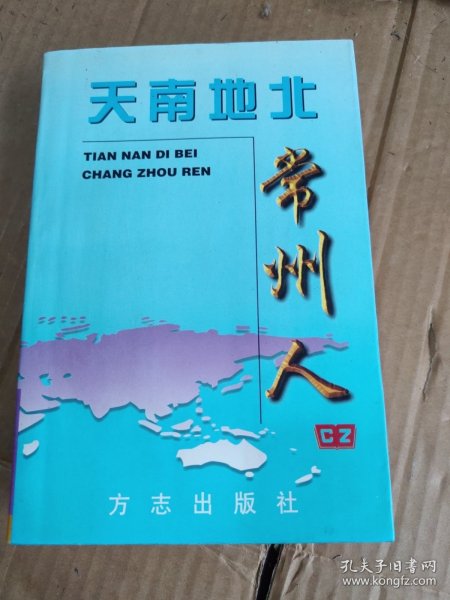 天南地北
TIAN NAN DI BEI
CHANG ZHOU REN
常州人
CZ
方志出版社
孔夫子旧书网
www.kongfz.com